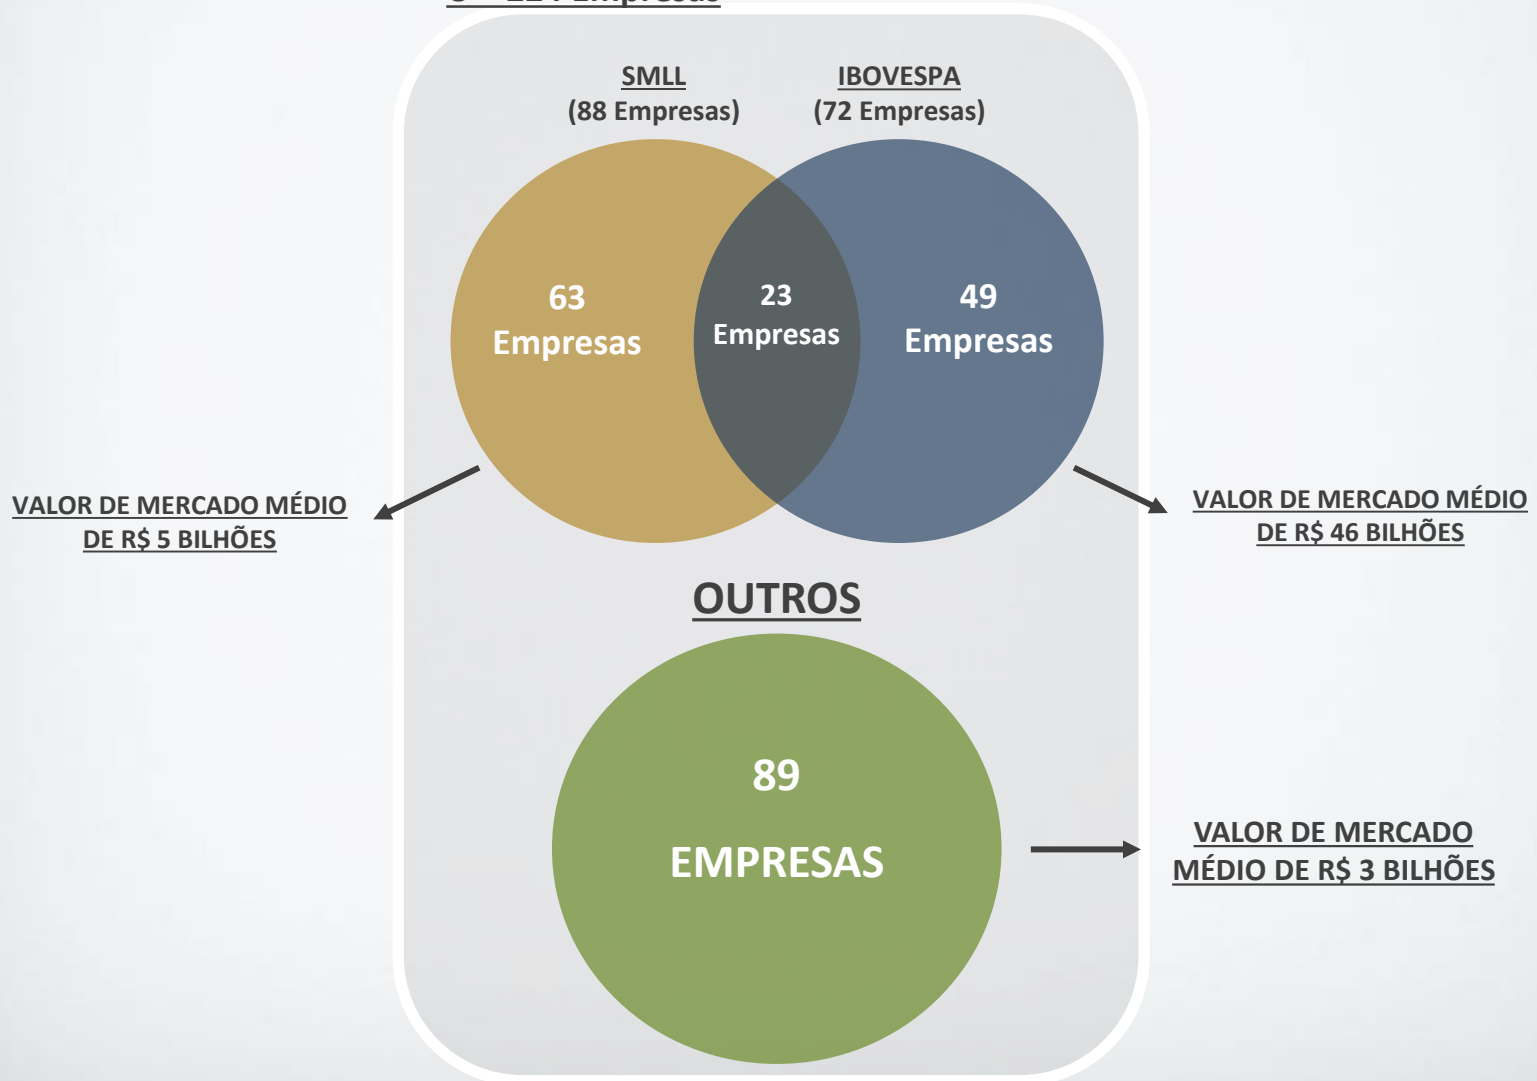 SMLL
(88 Empresas)
IBOVESPA
(72 Empresas)
63
Empresas
23
Empresas
49
Empresas
VALOR DE MERCADO MÉDIO
DE R$ 5 BILHÕES
VALOR DE MERCADO MÉDIO
DE R$ 46 BILHÕES
OUTROS
89
EMPRESAS
VALOR DE MERCADO
MÉDIO DE R$ 3 BILHÕES